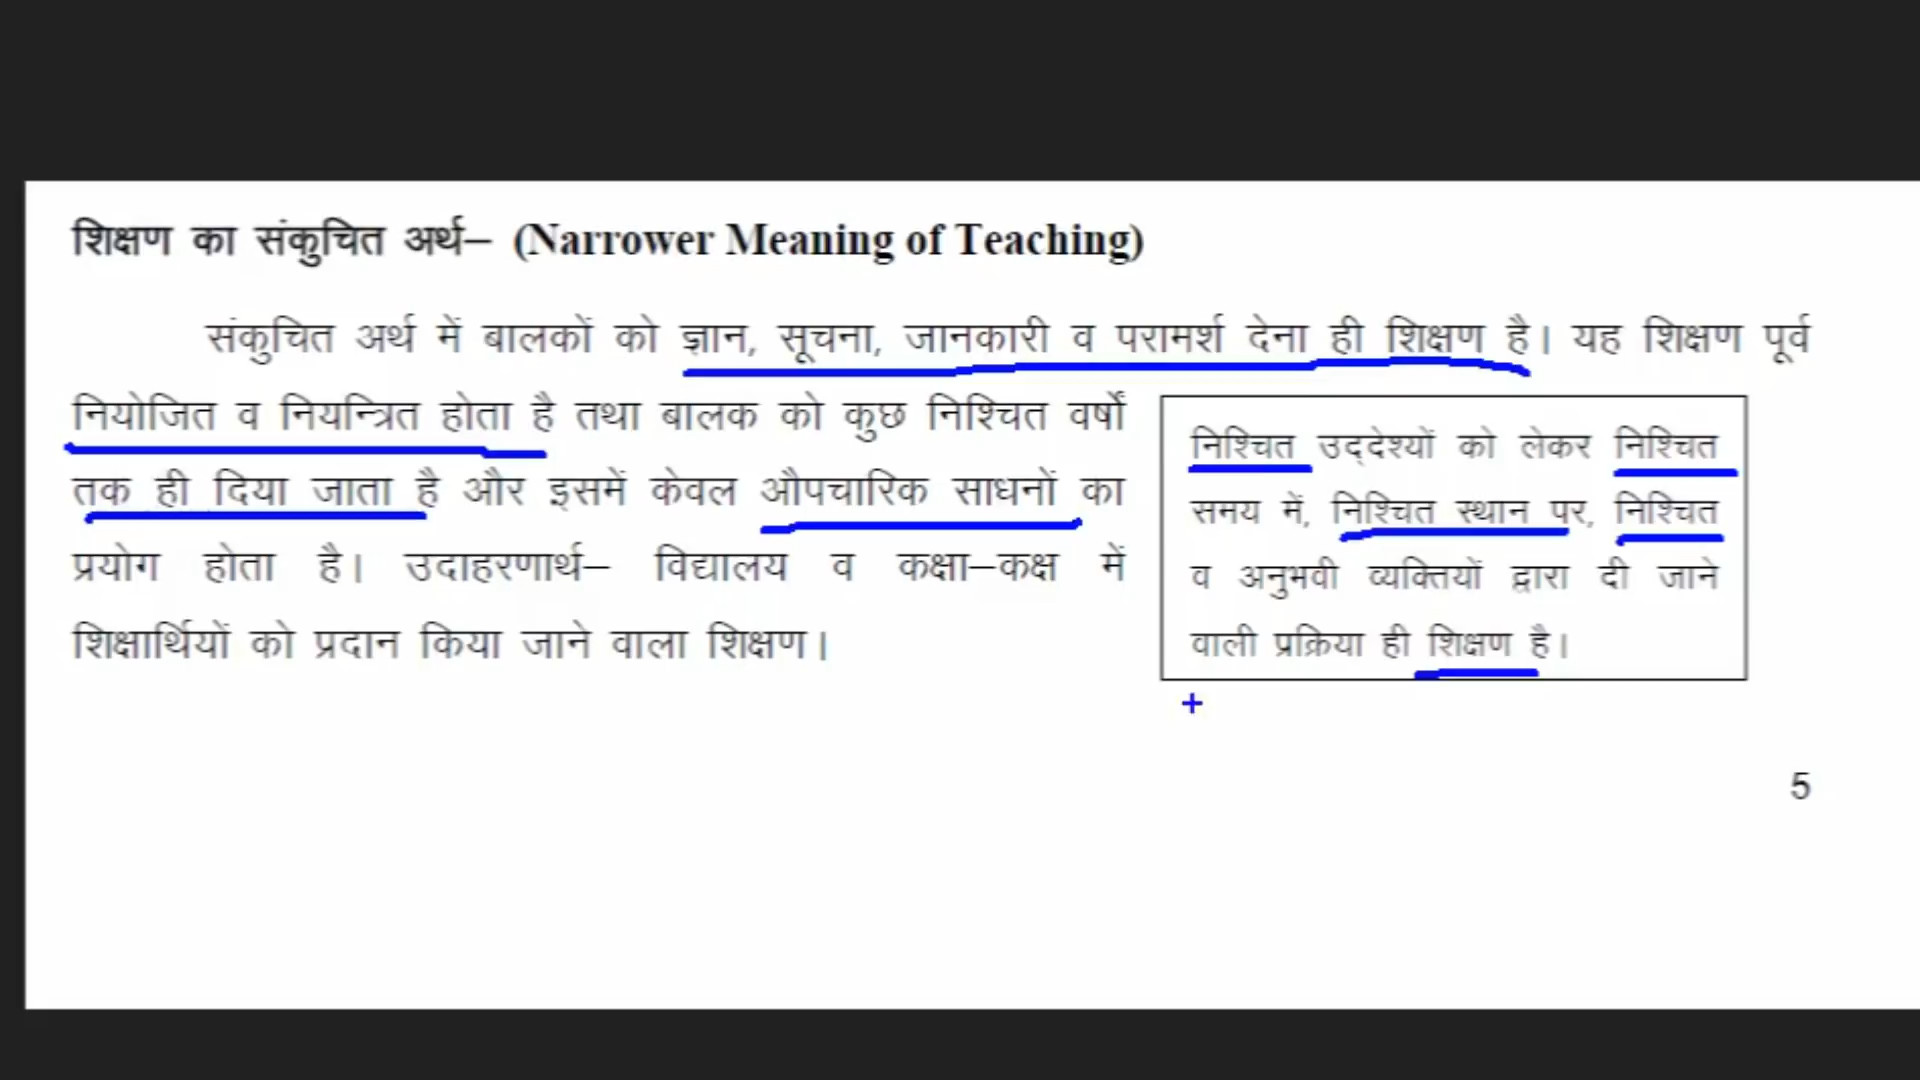 शिक्षण का संकुचित अर्थ– (Narrower Meaning of Teaching)
संकुचित अर्थ में बालकों को ज्ञान, सूचना, जानकारी व परामर्श देना ही शिक्षण है। यह शिक्षण पूर्व
नियोजित व नियन्त्रित होता है तथा बालक को कुछ निश्चित वर्षों
तक ही दिया जाता है और इसमें केवल औपचारिक साधनों का
प्रयोग होता है। उदाहरणार्थ– विद्यालय व कक्षा–कक्ष में
शिक्षार्थियों को प्रदान किया जाने वाला शिक्षण।
निश्चित उद्देश्यों को लेकर निश्चित
समय में, निश्चित स्थान पर, निश्चित
व अनुभवी व्यक्तियों द्वारा दी जाने
वाली प्रक्रिया ही शिक्षण है।
5